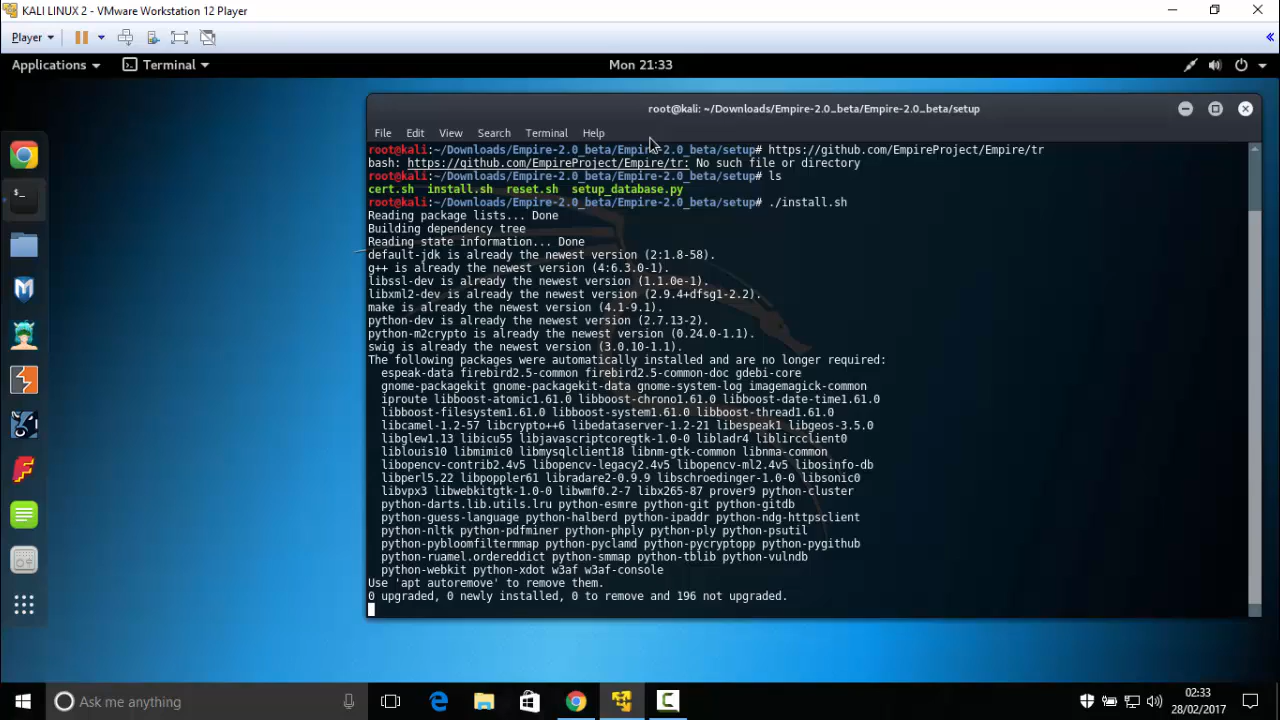 KALI LINUX 2 - VMware Workstation 12 Player
Player
Applications
Terminal
Mon 21:33
root@kali: ~/Downloads/Empire-2.0_beta/Empire-2.0_beta/setup
File Edit View Search Terminal Help
root@kali:~/Downloads/Empire-2.0_beta/Empire-2.0_beta/setup# https://github.com/EmpireProject/Empire/tr
bash: https://github.com/EmpireProject/Empire/tr: No such file or directory
root@kali:~/Downloads/Empire-2.0_beta/Empire-2.0_beta/setup# ls
cert.sh install.sh reset.sh setup_database.py
root@kali:~/Downloads/Empire-2.0_beta/Empire-2.0_beta/setup# ./install.sh
Reading package lists... Done
Building dependency tree
Reading state information... Done
default-jdk is already the newest version (2:1.8-58).
g++ is already the newest version (4:6.3.0-1).
libssl-dev is already the newest version (1.1.0e-1).
libxml2-dev is already the newest version (2.9.4+dfsg1-2.2).
make is already the newest version (4.1-9.1).
python-dev is already the newest version (2.7.13-2).
python-m2crypto is already the newest version (0.24.0-1.1).
swig is already the newest version (3.0.10-1.1).
The following packages were automatically installed and are no longer required:
espeak-data firebird2.5-common firebird2.5-common-doc gdebi-core
gnome-packagekit gnome-packagekit-data gnome-system-log imagemagick-common
iproute libboost-atomic1.61.0 libboost-chrono1.61.0 libboost-date-time1.61.0
libboost-filesystem1.61.0 libboost-system1.61.0 libboost-thread1.61.0
libcamel-1.2-57 libcrypto++6 libedataserver-1.2-21 libespeak1 libgeos-3.5.0
libglew1.13 libicu55 libjavascriptcoregtk-1.0-0 libladr4 liblircclient0
liblouis10 libmimic0 libmysqlclient18 libnm-gtk-common libnma-common
libopencv-contrib2.4v5 libopencv-legacy2.4v5 libopencv-ml2.4v5 libosinfo-db
libperl5.22 libpoppler61 libradare2-0.9.9 libschroedinger-1.0-0 libsonic0
libvpx3 libwebkitgtk-1.0-0 libwmf0.2-7 libx265-87 prover9 python-cluster
python-darts.lib.utils.lru python-esmre python-git python-gitdb
python-guess-language python-halberd python-ipaddr python-ndg-httpsclient
python-nltk python-pdfminer python-phply python-ply python-psutil
python-pybloomfiltermmap python-pyclamd python-pycryptopp python-pygithub
python-ruamel.ordereddict python-smmap python-tblib python-vulndb
python-webkit python-xdot w3af w3af-console
Use 'apt autoremove' to remove them.
0 upgraded, 0 newly installed, 0 to remove and 196 not upgraded.
Ask me anything
02:33
28/02/2017